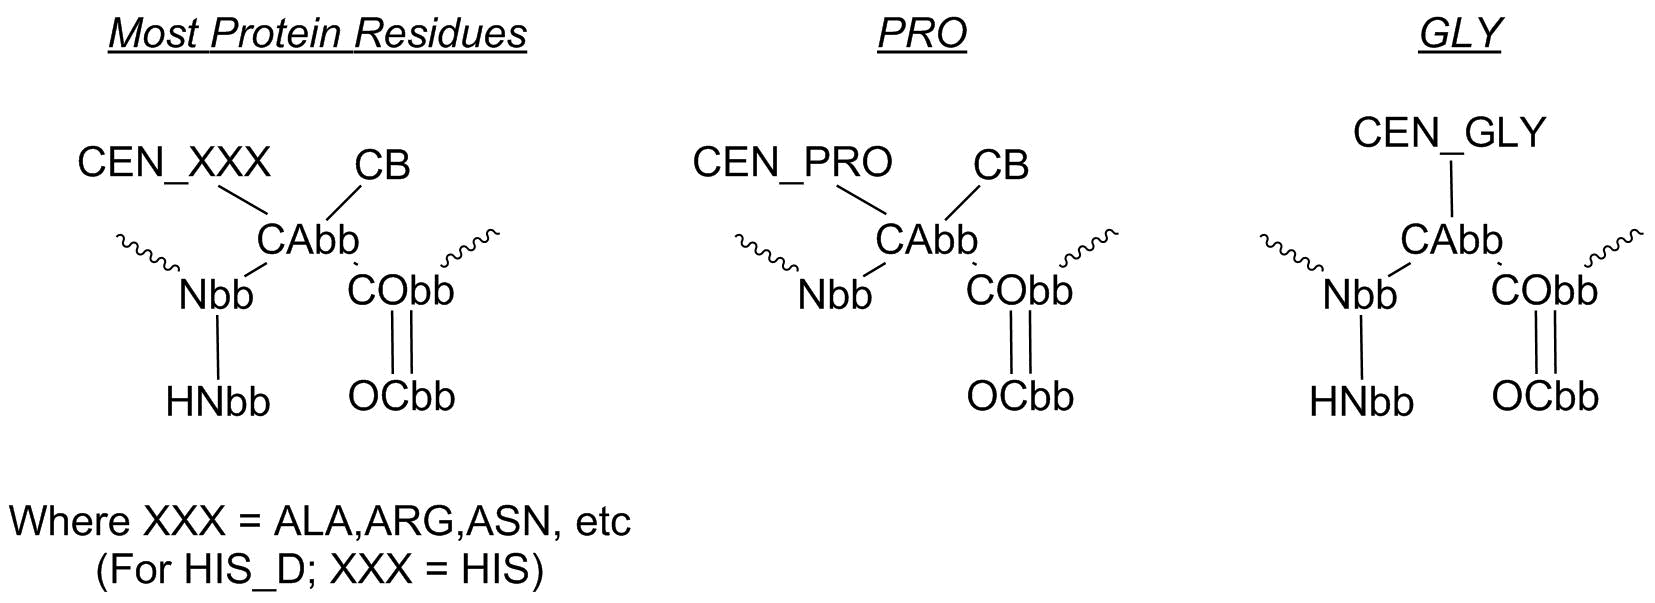 Most Protein Residues
PRO
GLY
CEN_XXX
CB
CAbb
Nbb
CObb
HNbb
OCbb
CEN_PRO
CB
CAbb
Nbb
CObb
OCbb
CEN_GLY
CAbb
Nbb
CObb
HNbb
OCbb
Where XXX = ALA,ARG,ASN, etc
(For HIS_D; XXX = HIS)